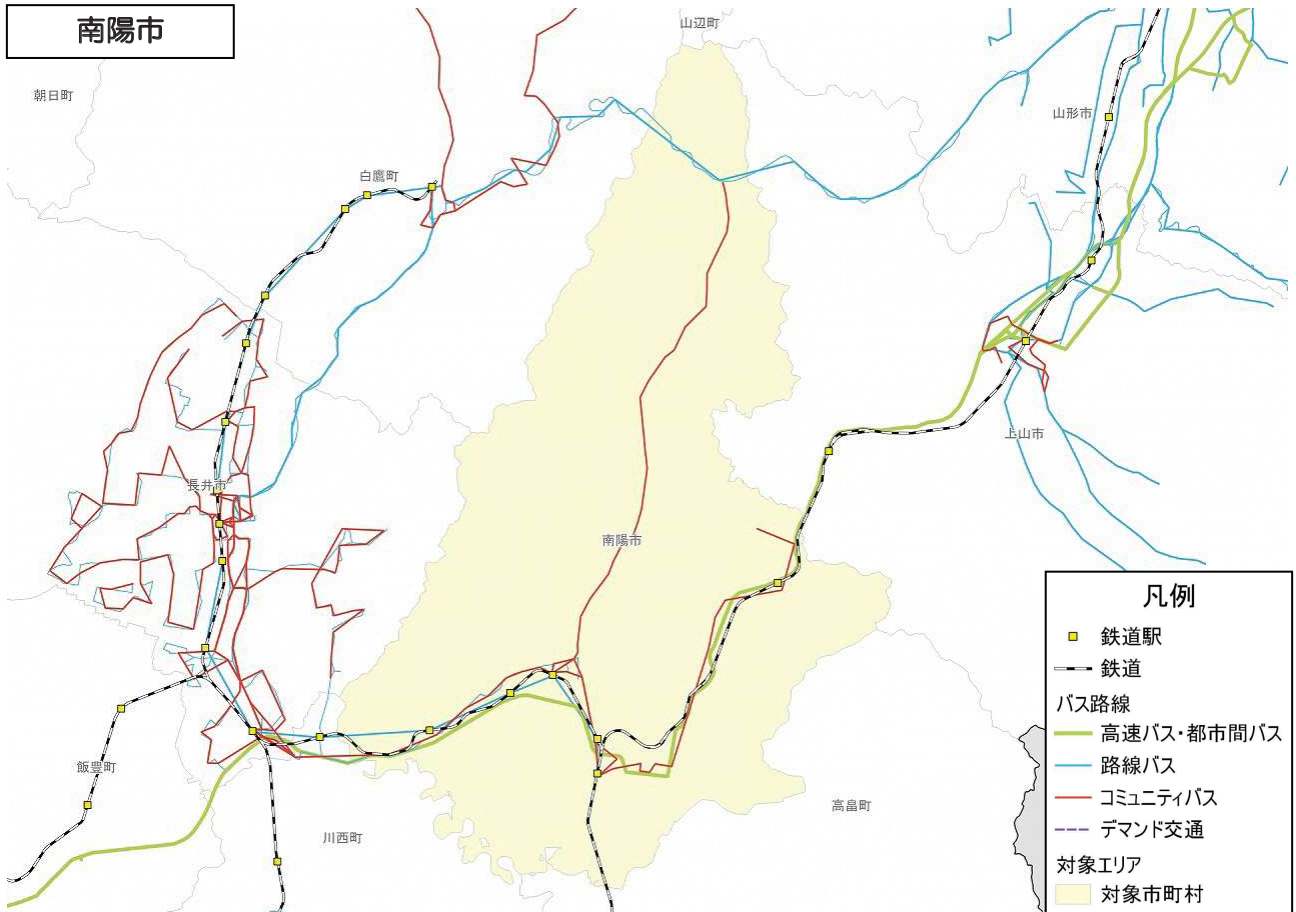 南陽市
山辺町
朝日町
山形市
白鷹町
上山市
長井市
南陽市
飯豊町
高畠町
川西町
凡例
鉄道駅
鉄道
バス路線
高速バス・都市間バス
路線バス
コミュニティバス
デマンド交通
対象エリア
対象市町村